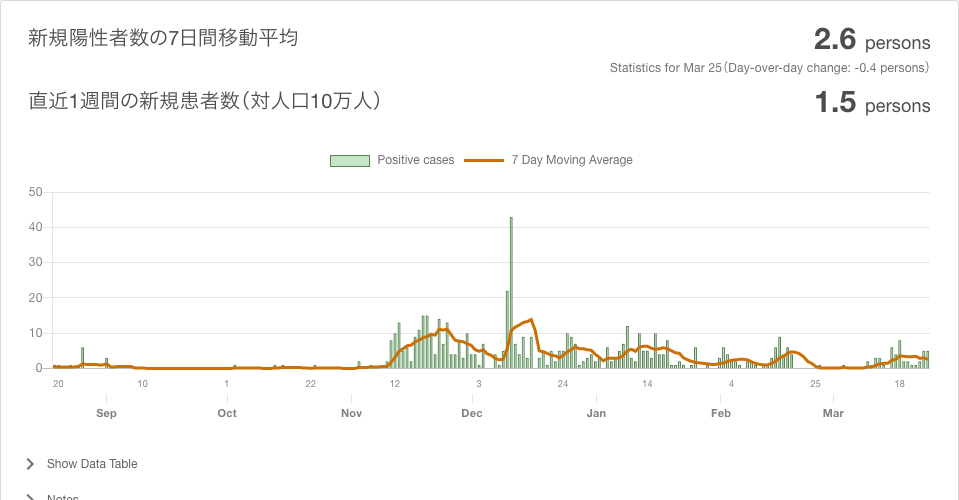 新規陽性者数の7日間移動平均
2.6 persons
Statistics for Mar 25(Day-over-day change: -0.4 persons)
直近1週間の新規患者数(対人口10万人)
1.5 persons
Positive cases 7 Day Moving Average
50
40
30
20
10
0
20 10 1 22 12 3 24 14 4 25 18
Sep Oct Nov Dec Jan Feb Mar
Show Data Table
Notes